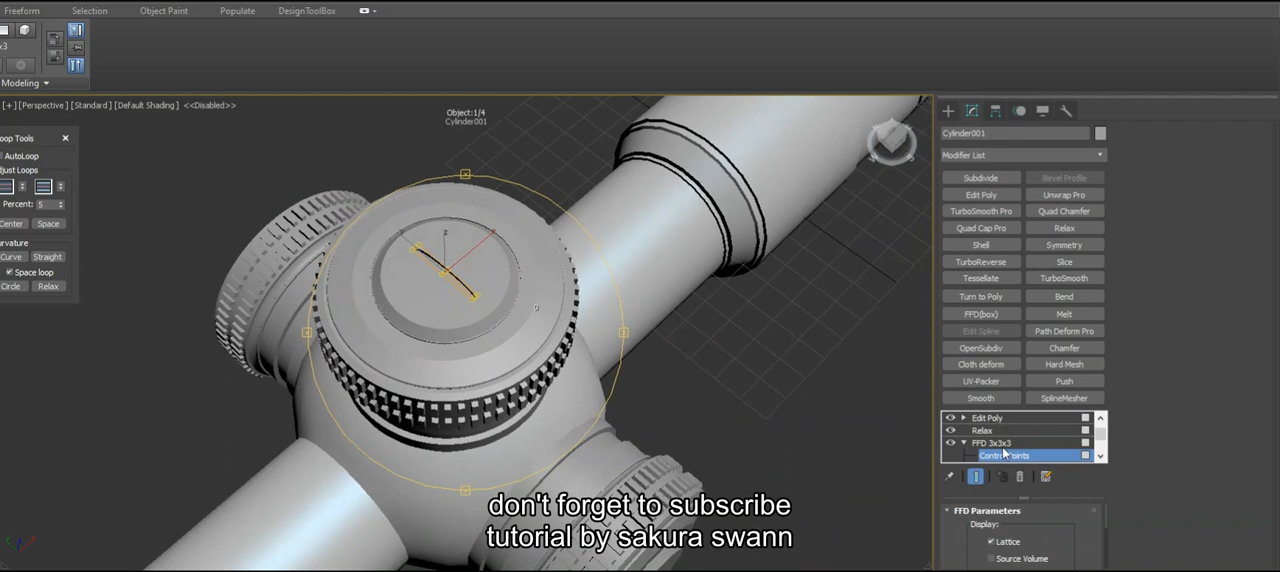 Freeform Selection Object Paint Populate DesignToolBox
x3
Modeling
[+] [Perspective] [Standard] [Default Shading] <<Disabled>>
Object:1/4
Cylinder001
oop Tools
AutoLoop
djust Loops
Percent: 5
Center Space
urvature
Curve Straight
Space loop
Circle Relax
z
Cylinder001
Modifier List
Subdivide Bevel Profile
Edit Poly Unwrap Pro
TurboSmooth Pro Quad Chamfer
Quad Cap Pro Relax
Shell Symmetry
TurboReverse Slice
Tessellate TurboSmooth
Turn to Poly Bend
FFD(box) Melt
Edit Spline Path Deform Pro
OpenSubdiv Chamfer
Cloth deform Hard Mesh
UV-Packer Push
Smooth SplineMesher
Edit Poly
Relax
FFD 3x3x3
Control Points
FFD Parameters
Display:
Lattice
Source Volume
don't forget to subscribe
tutorial by sakura swann